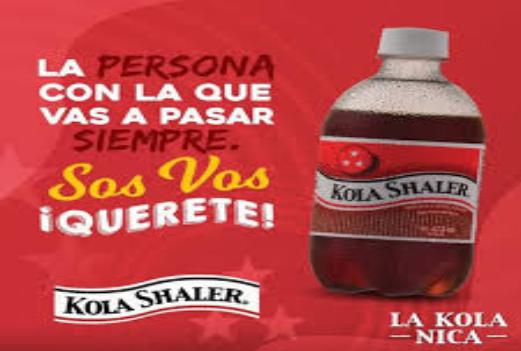 LA PERSONA
CON LA QUE
VAS A PASAR
SIEMPRE.
Sos Vos
¡QUERETE!
KOLA SHALER.
KOLA SHALER
LA KOLA
NICA